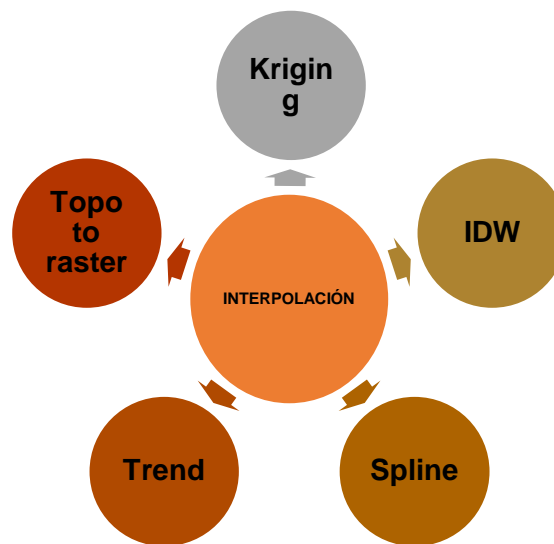 Krigin
g
IDW
Spline
Trend
Topo
to
raster
INTERPOLACIÓN